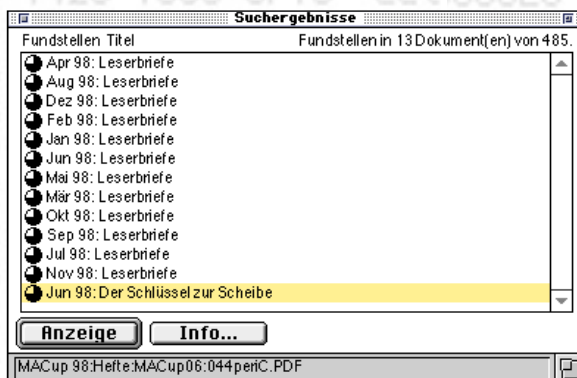 Suchergebnisse
Fundstellen Titel Fundstellen in 13 Dokument(en) von 485.
Apr 98: Leserbriefe
Aug 98: Leserbriefe
Dez 98: Leserbriefe
Feb 98: Leserbriefe
Jan 98: Leserbriefe
Jun 98: Leserbriefe
Mai 98: Leserbriefe
Mär 98: Leserbriefe
Okt 98: Leserbriefe
Sep 98: Leserbriefe
Jul 98: Leserbriefe
Nov 98: Leserbriefe
Jun 98: Der Schlüssel zur Scheibe
Anzeige Info...
MACup 98:Hefte:MACup06:044periC.PDF